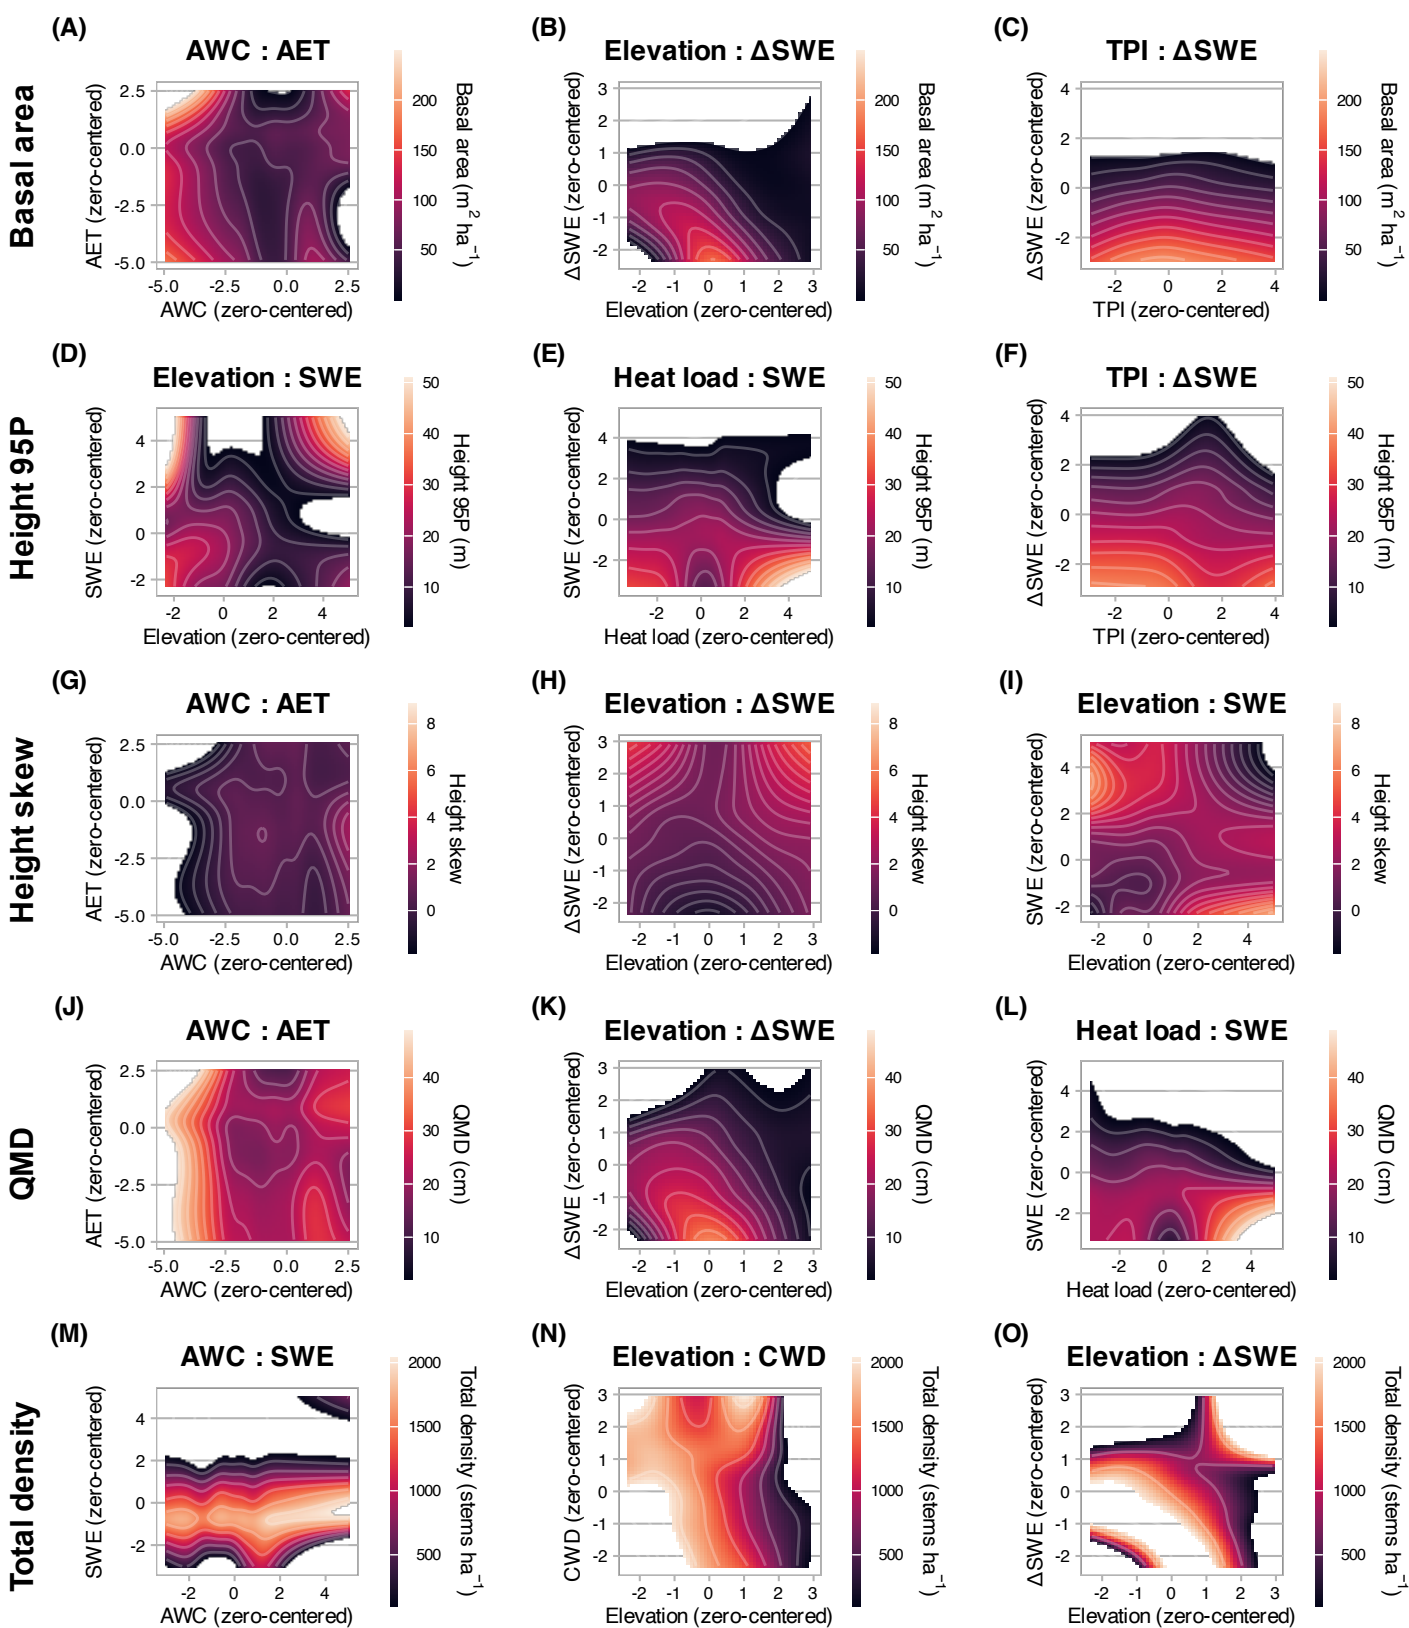 Basal area
(A)
AWC : AET
AET (zero-centered)
2.5
0.0
-2.5
-5.0
-5.0
-2.5
0.0
2.5
AWC (zero-centered)
200
150
100
50
Basal area (m² ha⁻¹)
(B)
Elevation : ΔSWE
ΔSWE (zero-centered)
3
2
1
0
-1
-2
-2
-1
0
1
2
3
Elevation (zero-centered)
200
150
100
50
Basal area (m² ha⁻¹)
(C)
TPI : ΔSWE
ΔSWE (zero-centered)
4
2
0
-2
-2
0
2
4
TPI (zero-centered)
200
150
100
50
Basal area (m² ha⁻¹)
Height 95P
(D)
Elevation : SWE
SWE (zero-centered)
4
2
0
-2
-2
0
2
4
Elevation (zero-centered)
50
40
30
20
10
Height 95P (m)
(E)
Heat load : SWE
SWE (zero-centered)
4
2
0
-2
-2
0
2
4
Heat load (zero-centered)
50
40
30
20
10
Height 95P (m)
(F)
TPI : ΔSWE
ΔSWE (zero-centered)
4
2
0
-2
-2
0
2
4
TPI (zero-centered)
50
40
30
20
10
Height 95P (m)
Height skew
(G)
AWC : AET
AET (zero-centered)
2.5
0.0
-2.5
-5.0
-5.0
-2.5
0.0
2.5
AWC (zero-centered)
8
6
4
2
0
Height skew
(H)
Elevation : ΔSWE
ΔSWE (zero-centered)
3
2
1
0
-1
-2
-2
-1
0
1
2
3
Elevation (zero-centered)
8
6
4
2
0
Height skew
(I)
Elevation : SWE
SWE (zero-centered)
4
2
0
-2
-2
0
2
4
Elevation (zero-centered)
8
6
4
2
0
Height skew
QMD
(J)
AWC : AET
AET (zero-centered)
2.5
0.0
-2.5
-5.0
-5.0
-2.5
0.0
2.5
AWC (zero-centered)
40
30
20
10
QMD (cm)
(K)
Elevation : ΔSWE
ΔSWE (zero-centered)
3
2
1
0
-1
-2
-2
-1
0
1
2
3
Elevation (zero-centered)
40
30
20
10
QMD (cm)
(L)
Heat load : SWE
SWE (zero-centered)
4
2
0
-2
-2
0
2
4
Heat load (zero-centered)
40
30
20
10
QMD (cm)
Total density
(M)
AWC : SWE
SWE (zero-centered)
4
2
0
-2
-2
0
2
4
AWC (zero-centered)
2000
1500
1000
500
Total density (stems ha⁻¹)
(N)
Elevation : CWD
CWD (zero-centered)
3
2
1
0
-1
-2
-2
-1
0
1
2
3
Elevation (zero-centered)
2000
1500
1000
500
Total density (stems ha⁻¹)
(O)
Elevation : ΔSWE
ΔSWE (zero-centered)
3
2
1
0
-1
-2
-2
-1
0
1
2
3
Elevation (zero-centered)
2000
1500
1000
500
Total density (stems ha⁻¹)